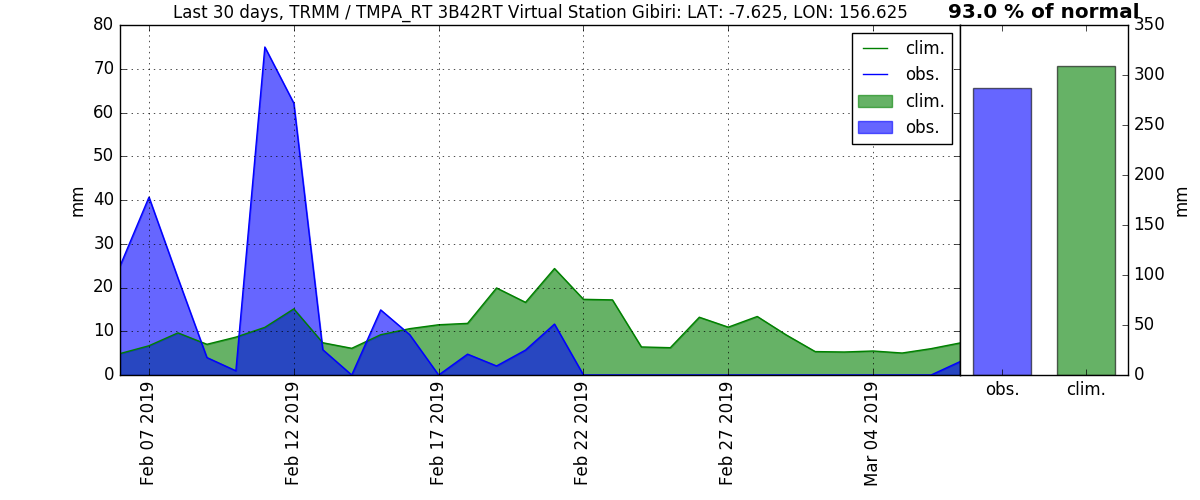 Last 30 days, TRMM / TMPA_RT 3B42RT Virtual Station Gibiri: LAT: -7.625, LON: 156.625
93.0 % of normal
80
70
60
50
40
30
20
10
0
mm
clim.
obs.
clim.
obs.
350
300
250
200
150
100
50
0
mm
obs.
clim.
Feb 07 2019
Feb 12 2019
Feb 17 2019
Feb 22 2019
Feb 27 2019
Mar 04 2019